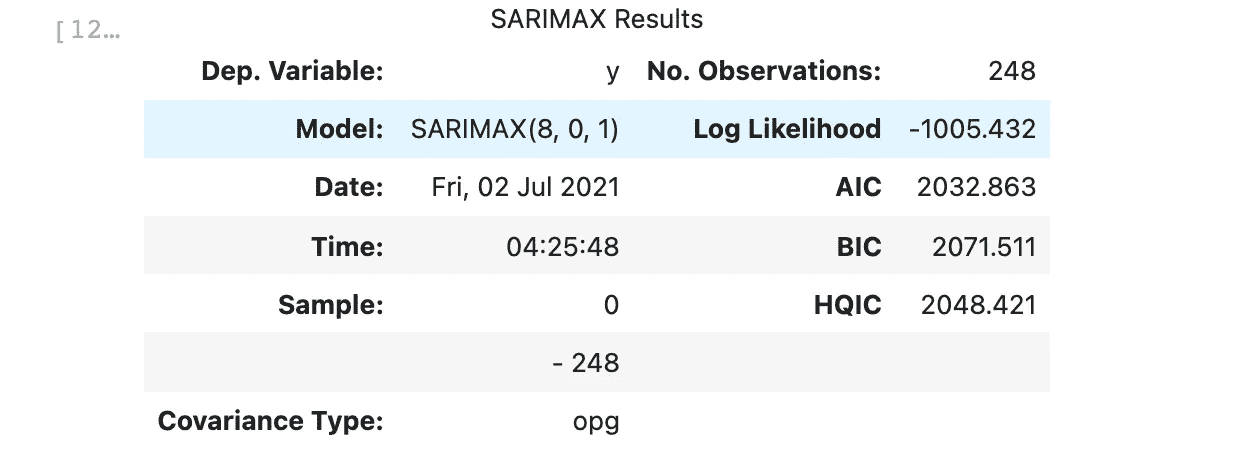 [12…
SARIMAX Results
Dep. Variable: y No. Observations: 248
Model: SARIMAX(8, 0, 1) Log Likelihood -1005.432
Date: Fri, 02 Jul 2021 AIC 2032.863
Time: 04:25:48 BIC 2071.511
Sample: 0 HQIC 2048.421
- 248
Covariance Type: opg